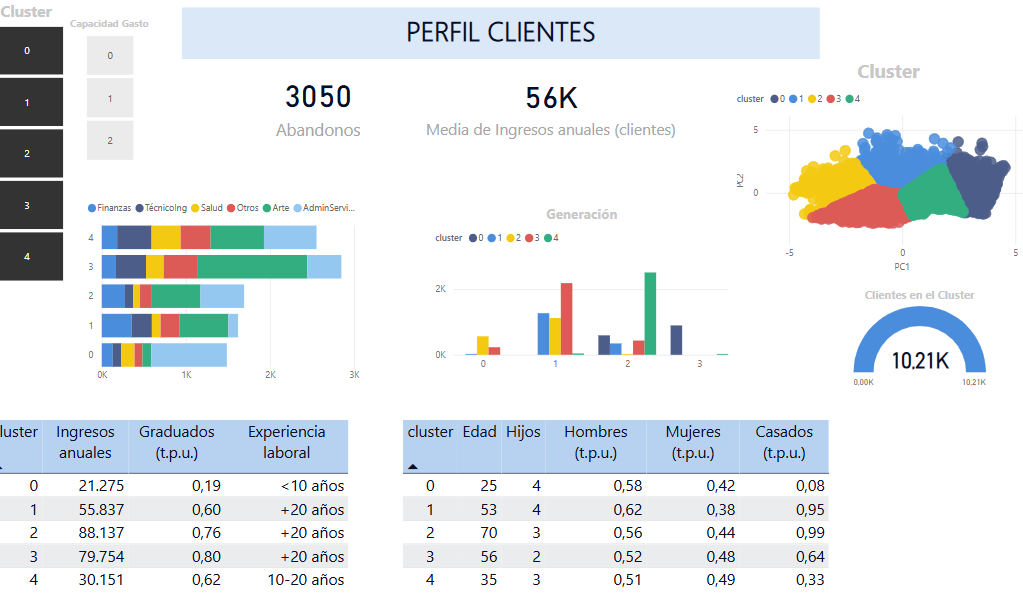 Cluster
0
1
2
3
4
Capacidad Gasto
0
1
2
PERFIL CLIENTES
3050
Abandonos
56K
Media de Ingresos anuales (clientes)
Cluster
cluster 0 1 2 3 4
PC2
5
0
-5 0 5
PC1
Finanzas TécnicoIng Salud Otros Arte AdminServi...
4
3
2
1
0
0K 1K 2K 3K
Generación
cluster 0 1 2 3 4
2K
0K
0 1 2 3
Clientes en el Cluster
10,21K
0,00K 10,21K
luster Ingresos anuales Graduados (t.p.u.) Experiencia laboral
0 21.275 0,19 <10 años
1 55.837 0,60 +20 años
2 88.137 0,76 +20 años
3 79.754 0,80 +20 años
4 30.151 0,62 10-20 años
cluster Edad Hijos Hombres (t.p.u.) Mujeres (t.p.u.) Casados (t.p.u.)
0 25 4 0,58 0,42 0,08
1 53 4 0,62 0,38 0,95
2 70 3 0,56 0,44 0,99
3 56 2 0,52 0,48 0,64
4 35 3 0,51 0,49 0,33